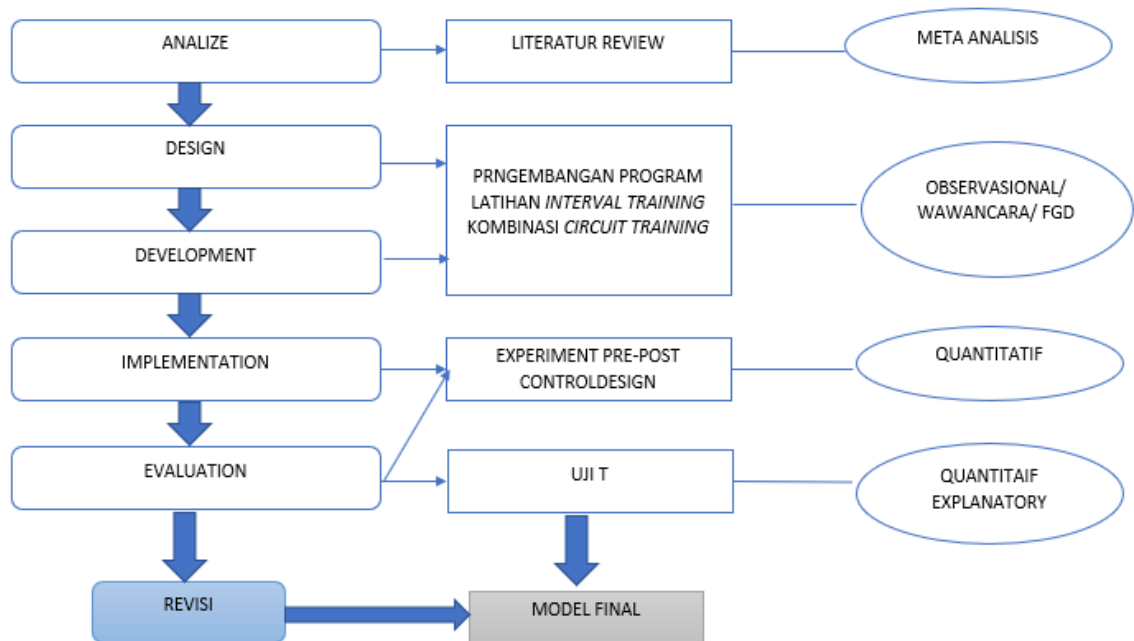 ANALIZE
LITERATUR REVIEW
META ANALISIS
DESIGN
PRNGEMBANGAN PROGRAM
LATIHAN INTERVAL TRAINING
KOMBINASI CIRCUIT TRAINING
OBSERVASIONAL/
WAWANCARA/ FGD
DEVELOPMENT
IMPLEMENTATION
EXPERIMENT PRE-POST
CONTROLDESIGN
QUANTITATIF
EVALUATION
UJI T
QUANTITAIF
EXPLANATORY
REVISI
MODEL FINAL